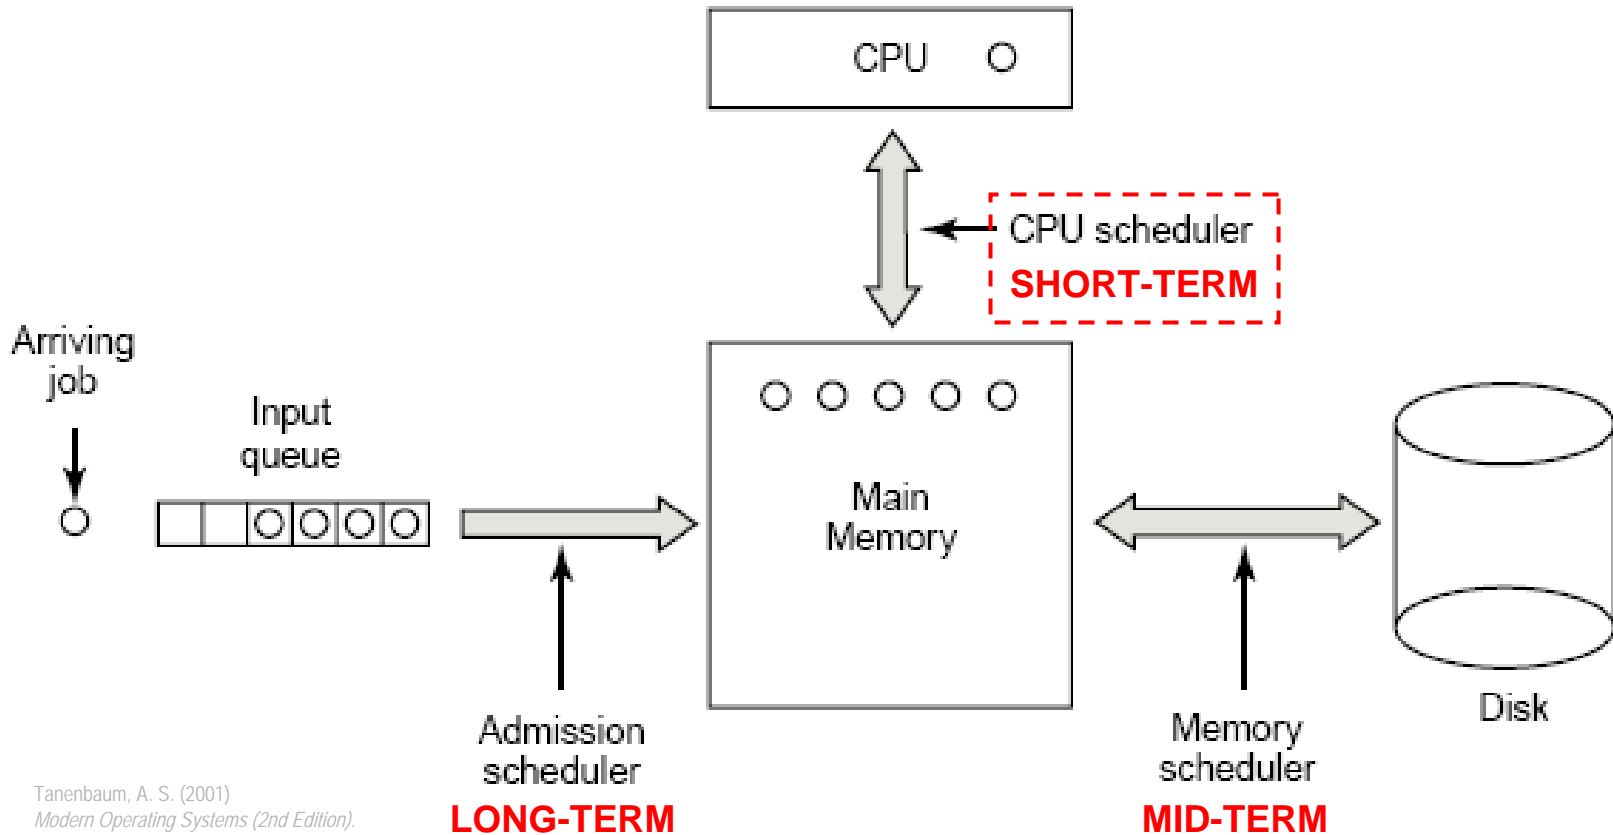 CPU
CPU scheduler
SHORT-TERM
Arriving
job
Input
queue
Main
Memory
Admission
scheduler
LONG-TERM
Memory
scheduler
MID-TERM
Disk
Tanenbaum, A. S. (2001)
Modern Operating Systems (2nd Edition).